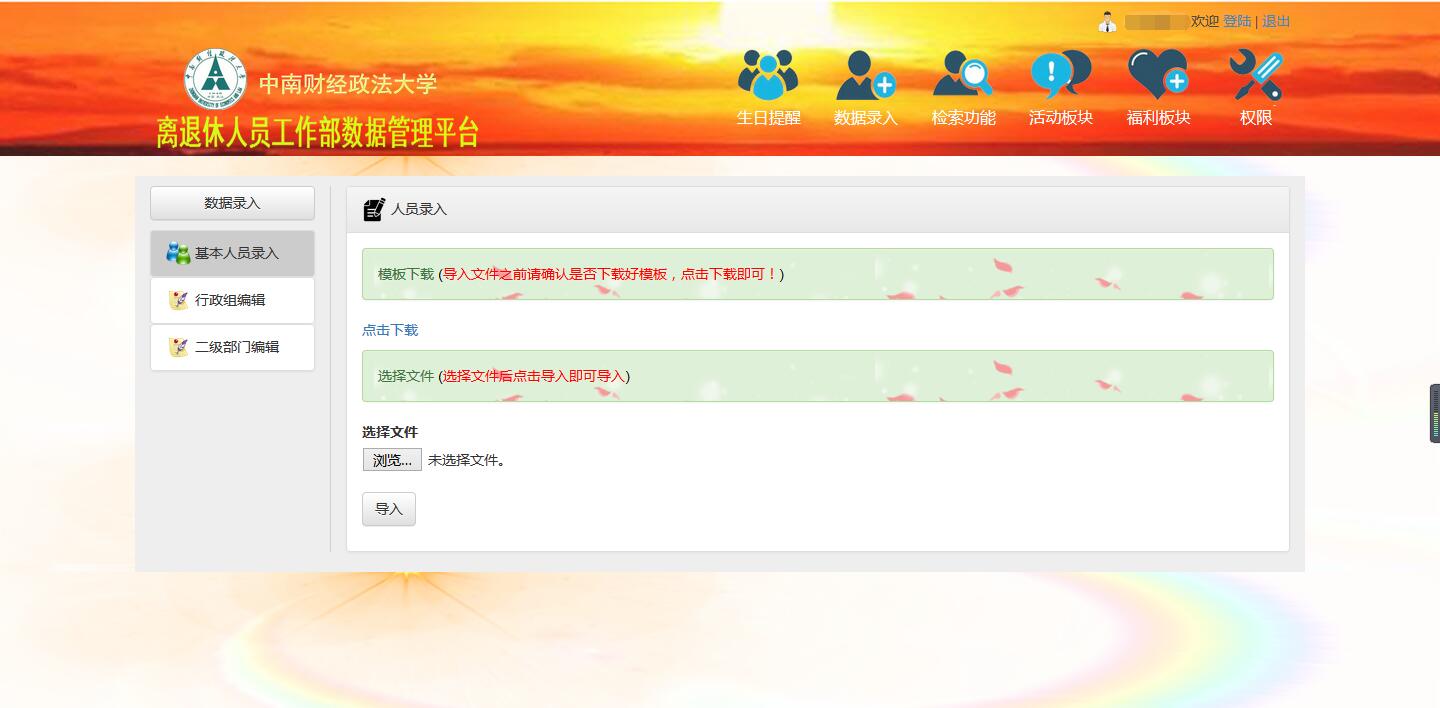 欢迎 登陆 | 退出
中南财经政法大学
离退休人员工作部数据管理平台
生日提醒 数据录入 检索功能 活动板块 福利板块 权限
数据录入
基本人员录入
行政组编辑
二级部门编辑
人员录入
模板下载 (导入文件之前请确认是否下载好模板，点击下载即可！)
点击下载
选择文件 (选择文件后点击导入即可导入)
选择文件
浏览... 未选择文件。
导入